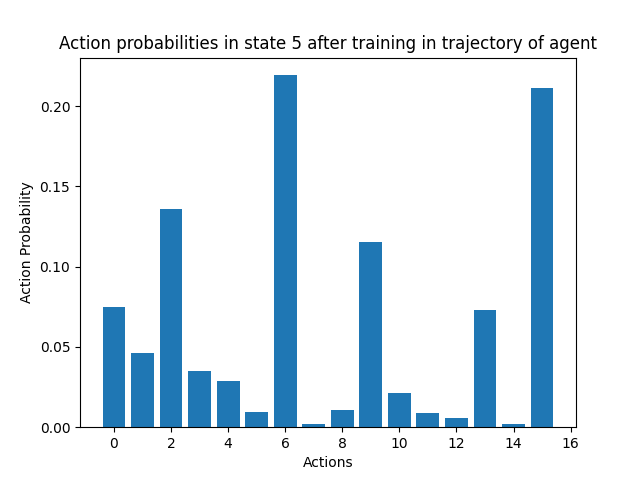 Action probabilities in state 5 after training in trajectory of agent
0.20
0.15
0.10
0.05
0.00
Action Probability
0 2 4 6 8 10 12 14 16
Actions